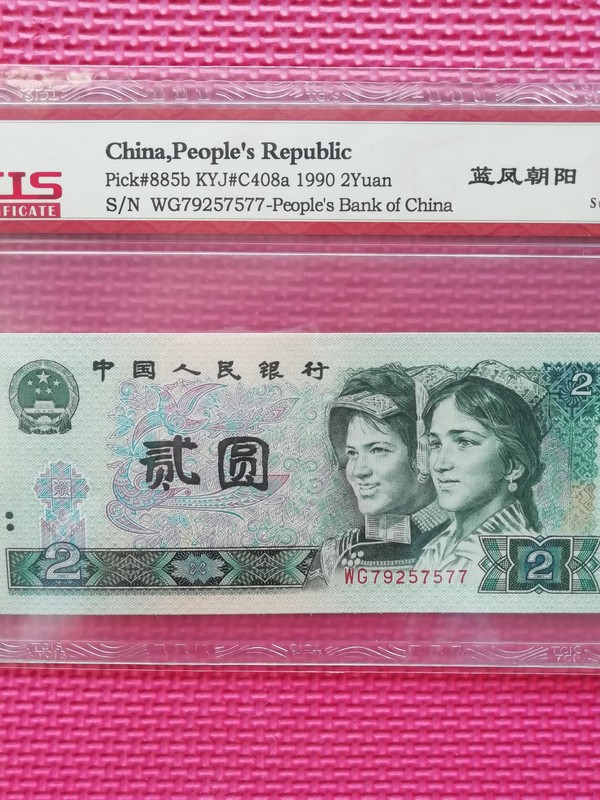 China,People's Republic
Pick#885b KYJ#C408a 1990 2Yuan
S/N WG79257577-People's Bank of China
蓝凤朝阳
中国人民银行
贰圆
2
2
2
WG79257577